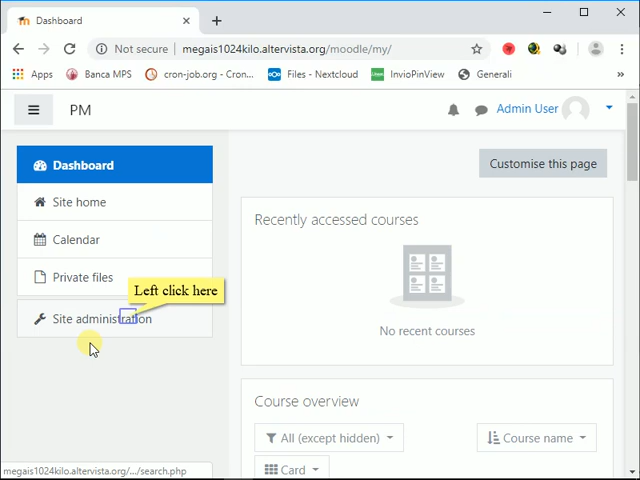 Dashboard
Not secure | megais1024kilo.altervista.org/moodle/my/
Apps Banca MPS cron-job.org - Cron... Files - Nextcloud InvioPinView Generali »
PM Admin User
Dashboard
Customise this page
Site home
Recently accessed courses
Calendar
Private files
Left click here
Site administration
No recent courses
Course overview
All (except hidden) Course name
Card
megais1024kilo.altervista.org/.../search.php